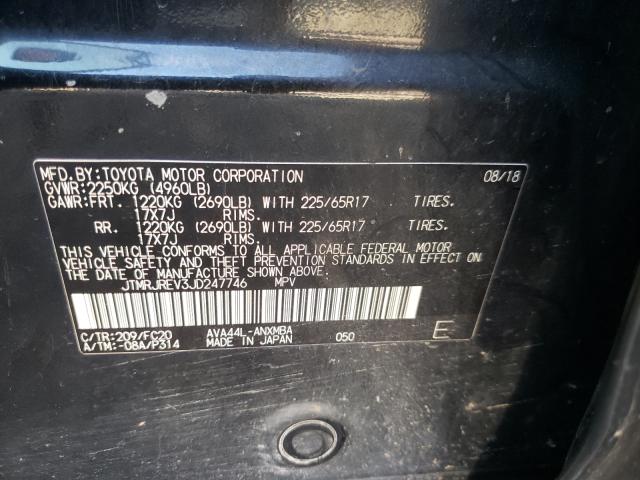 MFD.BY:TOYOTA MOTOR CORPORATION 08/18
GVWR:2250KG (4960LB)
GAWR:FRT. 1220KG (2690LB) WITH 225/65R17 TIRES.
17X7J RIMS.
RR. 1220KG (2690LB) WITH 225/65R17 TIRES.
17X7J RIMS.
THIS VEHICLE CONFORMS TO ALL APPLICABLE FEDERAL MOTOR
VEHICLE SAFETY AND THEFT PREVENTION STANDARDS IN EFFECT ON
THE DATE OF MANUFACTURE SHOWN ABOVE.
JTMRJREV3JD247746 MPV
C/TR:209/FC20 AVA44L-ANXMBA 050 E
A/TM:-08A/P314 MADE IN JAPAN